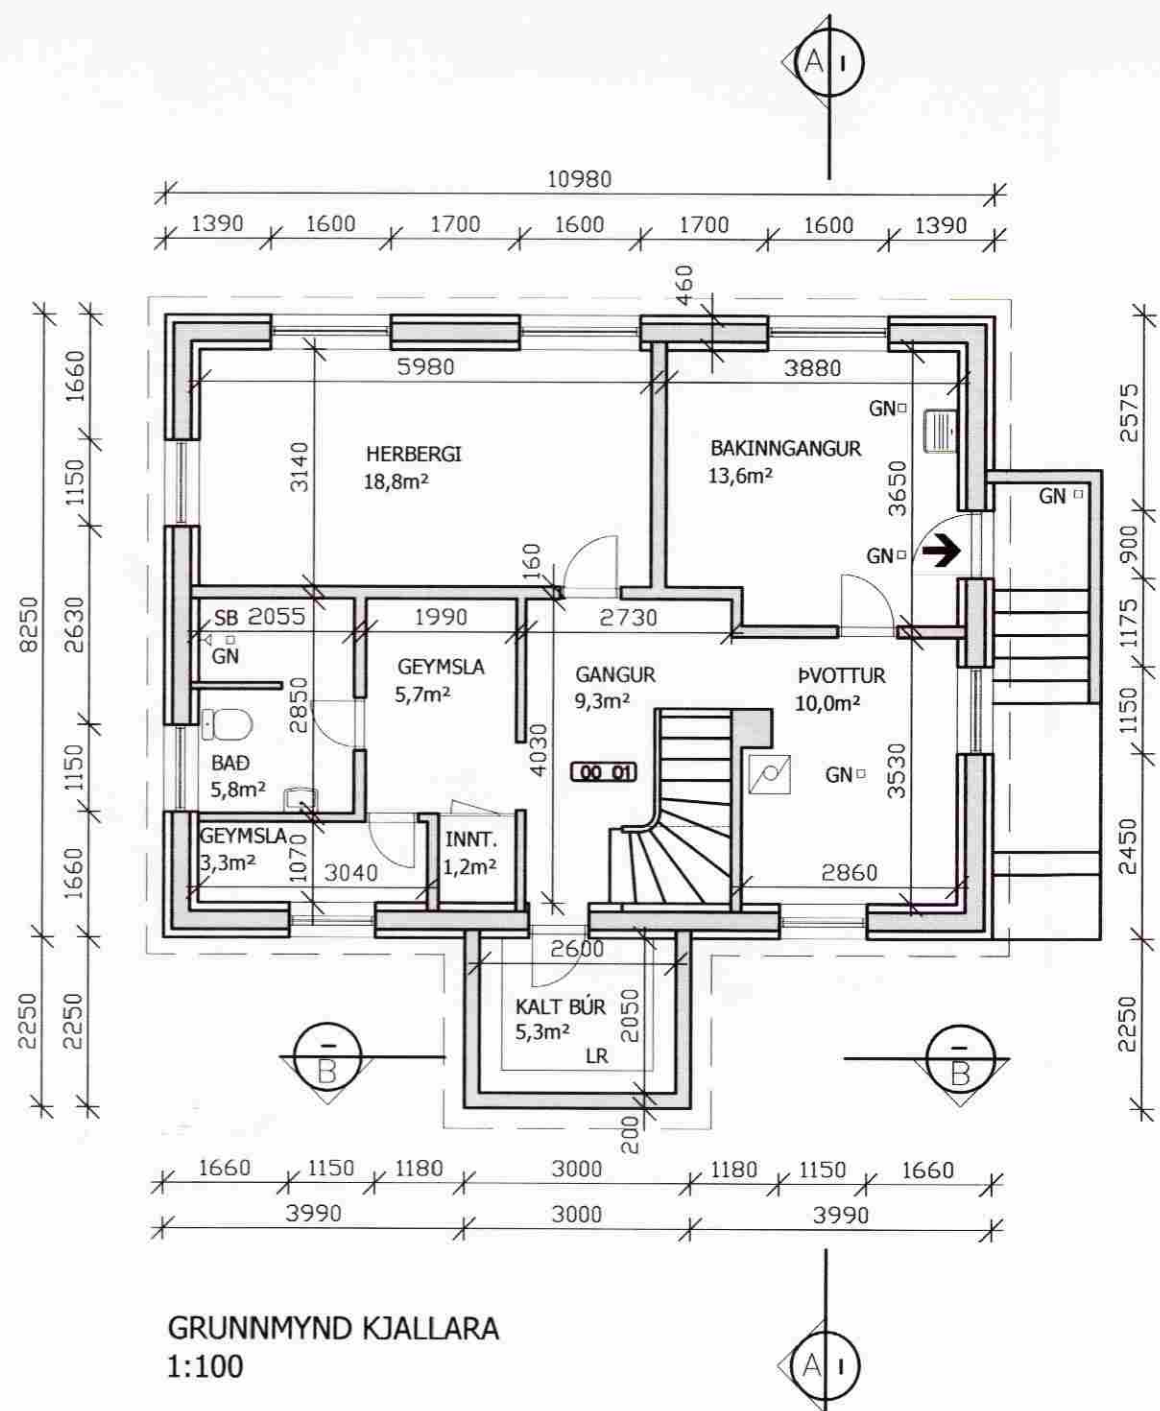 A I
10980
1390 1600 1700 1600 1700 1600 1390
460
5980 3880
1660
2575
GN
HERBERGI
18,8m²
3140
BAKINNGANGUR
13,6m²
3650
1150
GN
GN
900
160
8250
2630
SB 2055 1990 2730
1175
GN
GEYMSLA
5,7m²
GANGUR
9,3m²
ÞVOTTUR
10,0m²
2850
4030
1150
BAÐ
5,8m²
00 01
GN
3530
1150
GEYMSLA
3,3m²
1070
3040
INNT.
1,2m²
2860
2450
1660
2600
KALT BÚR
5,3m²
LR
2050
200
2250
2250
2250
B
B
1660 1150 1180 3000 1180 1150 1660
3990 3000 3990
GRUNNMYND KJALLARA
1:100
A I